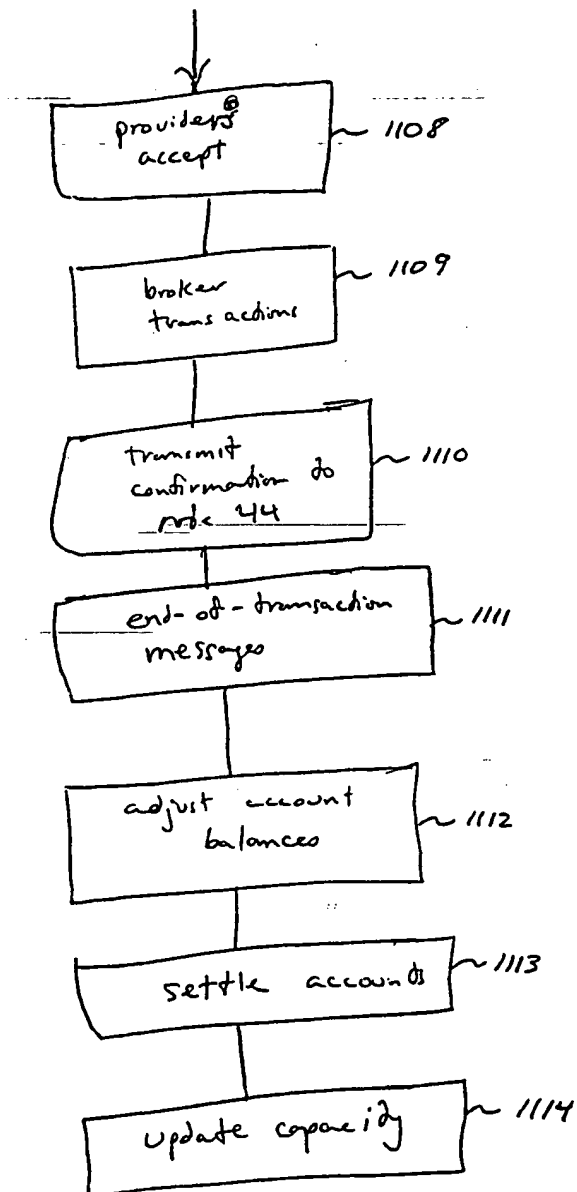 providers
accept
1108
broker
transactions
1109
transmit
confirmation to
node 44
1110
end-of-transaction
messages
1111
adjust account
balances
1112
settle accounts
1113
update capacity
1114